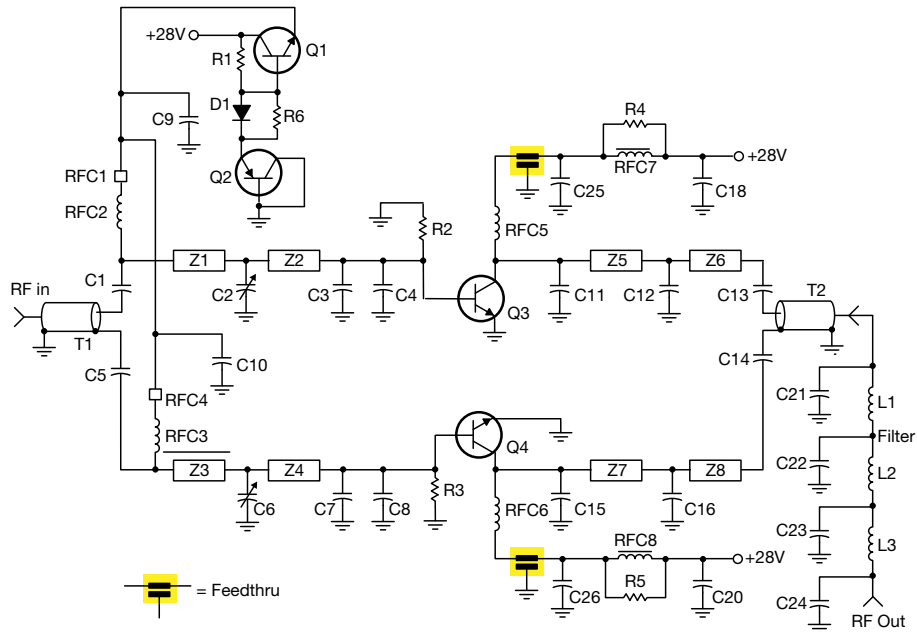 +28V
Q1
R1
D1
R6
C9
Q2
RFC1
RFC2
R4
RFC7
+28V
C25
C18
R2
RFC5
Z1
Z2
Z5
Z6
C1
C2
C3
C4
Q3
C11
C12
C13
T2
RF in
T1
C5
C10
C14
RFC4
RFC3
C21
L1
Filter
Q4
C22
L2
Z3
Z4
Z7
Z8
C6
C7
C8
R3
RFC6
C15
C16
C23
L3
RFC8
+28V
C26
R5
C20
C24
RF Out
= Feedthru